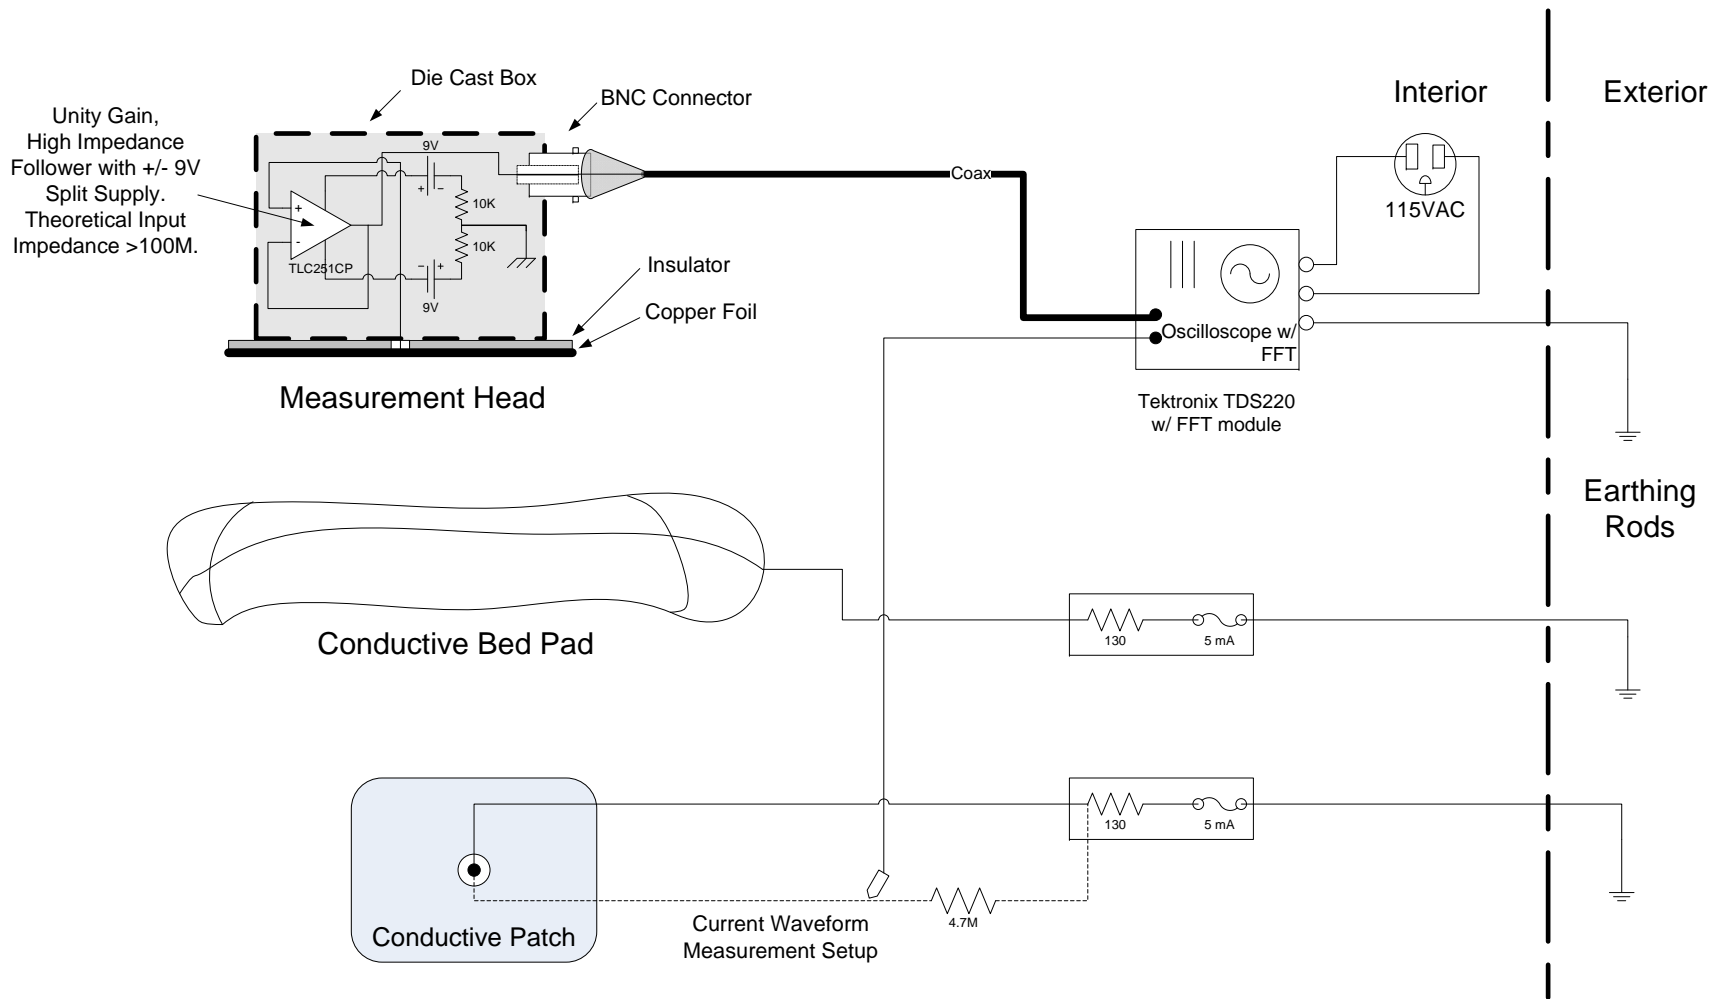 Die Cast Box
BNC Connector
Interior
Exterior
Unity Gain,
High Impedance
Follower with +/- 9V
Split Supply.
Theoretical Input
Impedance >100M.
9V
+
−
+
-
10K
10K
TLC251CP
−
+
9V
Coax
115VAC
Insulator
Copper Foil
Oscilloscope w/
FFT
Measurement Head
Tektronix TDS220
w/ FFT module
Earthing
Rods
Conductive Bed Pad
130
5 mA
130
5 mA
Conductive Patch
Current Waveform
Measurement Setup
4.7M